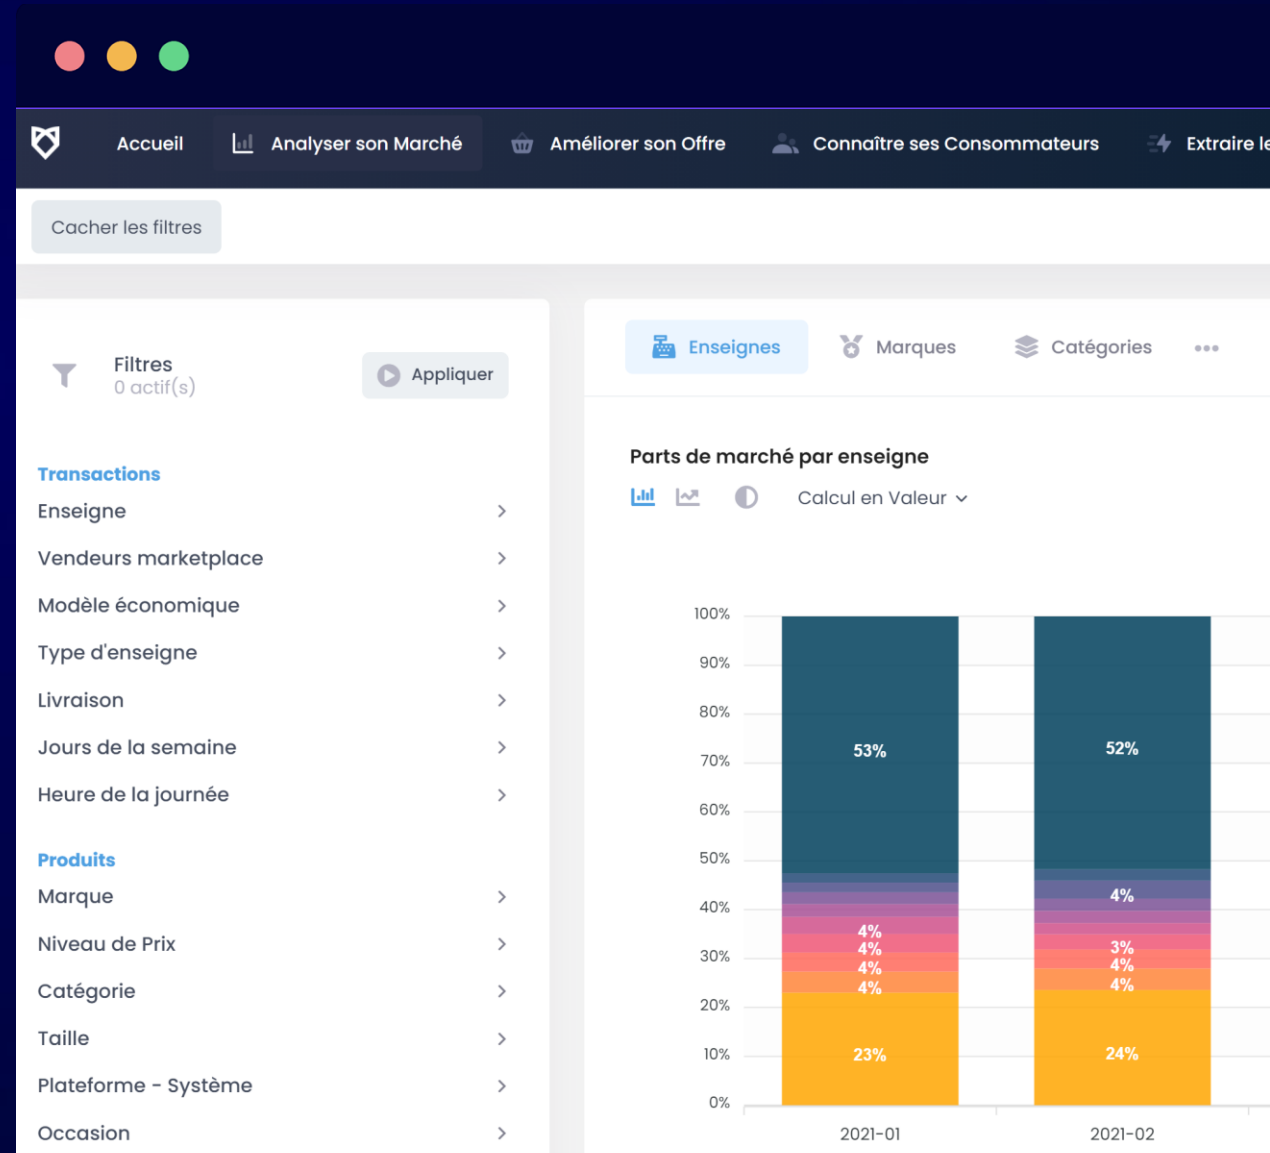 Accueil
Analyser son Marché
Améliorer son Offre
Connaître ses Consommateurs
Extraire le
Cacher les filtres
Filtres
0 actif(s)
Appliquer
Transactions
Enseigne
Vendeurs marketplace
Modèle économique
Type d'enseigne
Livraison
Jours de la semaine
Heure de la journée
Produits
Marque
Niveau de Prix
Catégorie
Taille
Plateforme - Système
Occasion
Enseignes
Marques
Catégories
Parts de marché par enseigne
Calcul en Valeur
100%
90%
80%
70%
60%
50%
40%
30%
20%
10%
0%
53%
4%
4%
4%
4%
23%
2021-01
52%
4%
3%
4%
4%
24%
2021-02